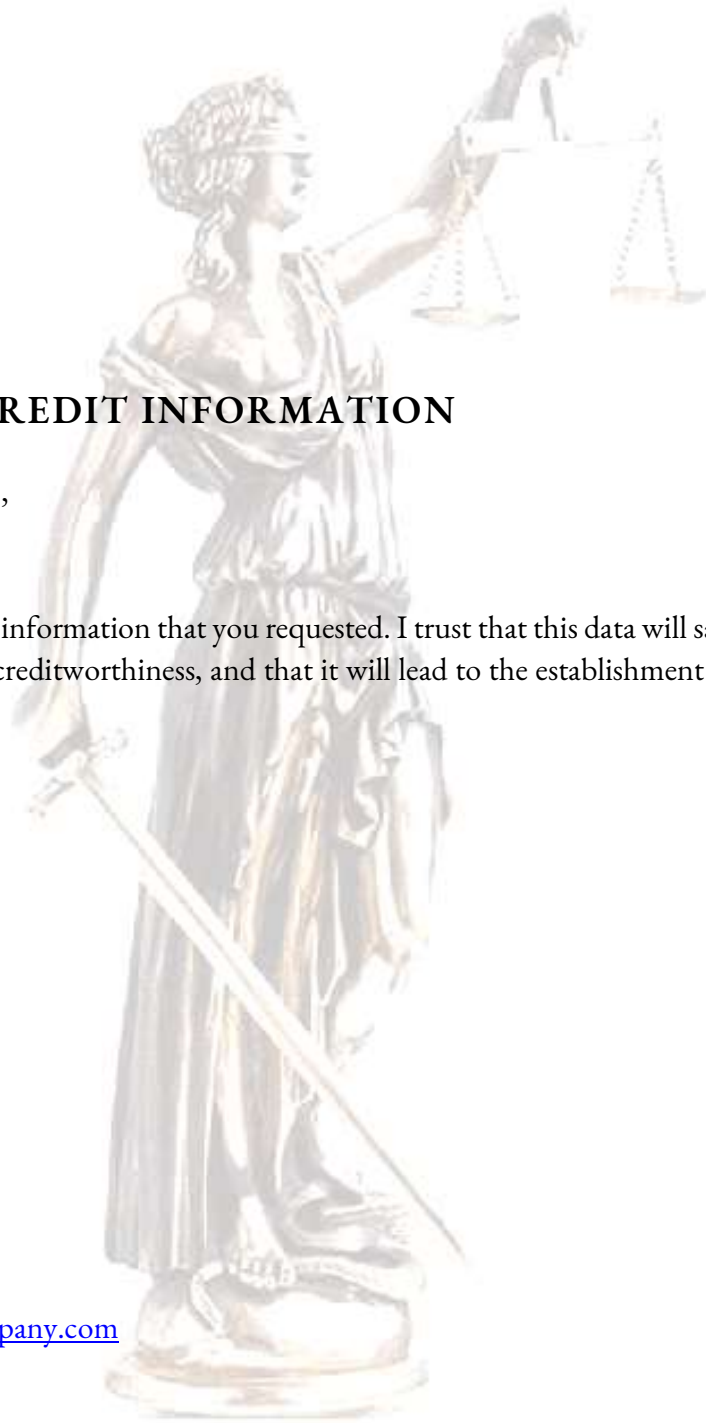 REDIT INFORMATION
,
information that you requested. I trust that this data will sa
creditworthiness, and that it will lead to the establishment
pany.com